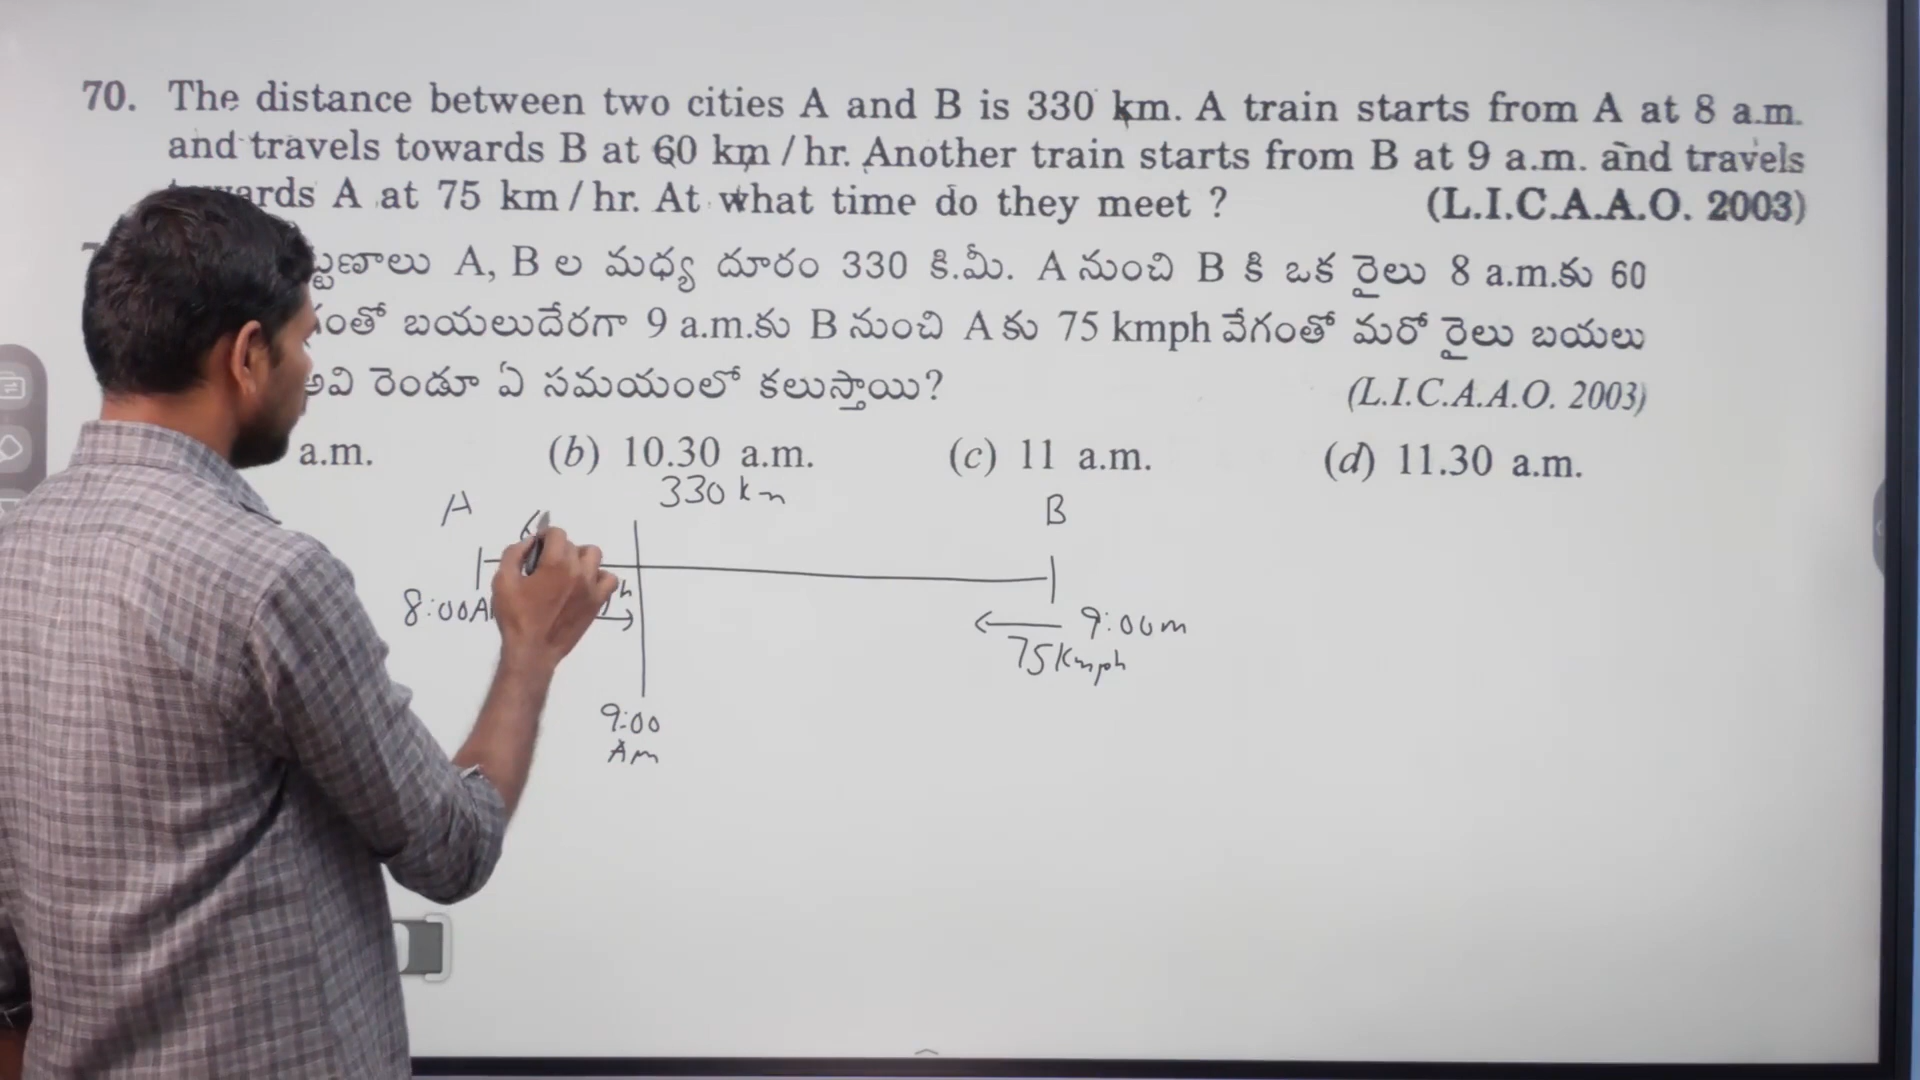 70. The distance between two cities A and B is 330 km. A train starts from A at 8 a.m.
and travels towards B at 60 km / hr. Another train starts from B at 9 a.m. and travels
A at 75 km / hr. At what time do they meet ? (L.I.C.A.A.O. 2003)
A, B ల మధ్య దూరం 330 కి.మీ. A నుంచి B కి ఒక రైలు 8 a.m.కు 60
బయలుదేరగా 9 a.m.కు B నుంచి A కు 75 kmph వేగంతో మరో రైలు బయలు
అవి రెండూ ఏ సమయంలో కలుస్తాయి? (L.I.C.A.A.O. 2003)
a.m. (b) 10.30 a.m. (c) 11 a.m. (d) 11.30 a.m.
330 km
A B
8:00A 9:00m
75kmph
9:00
Am